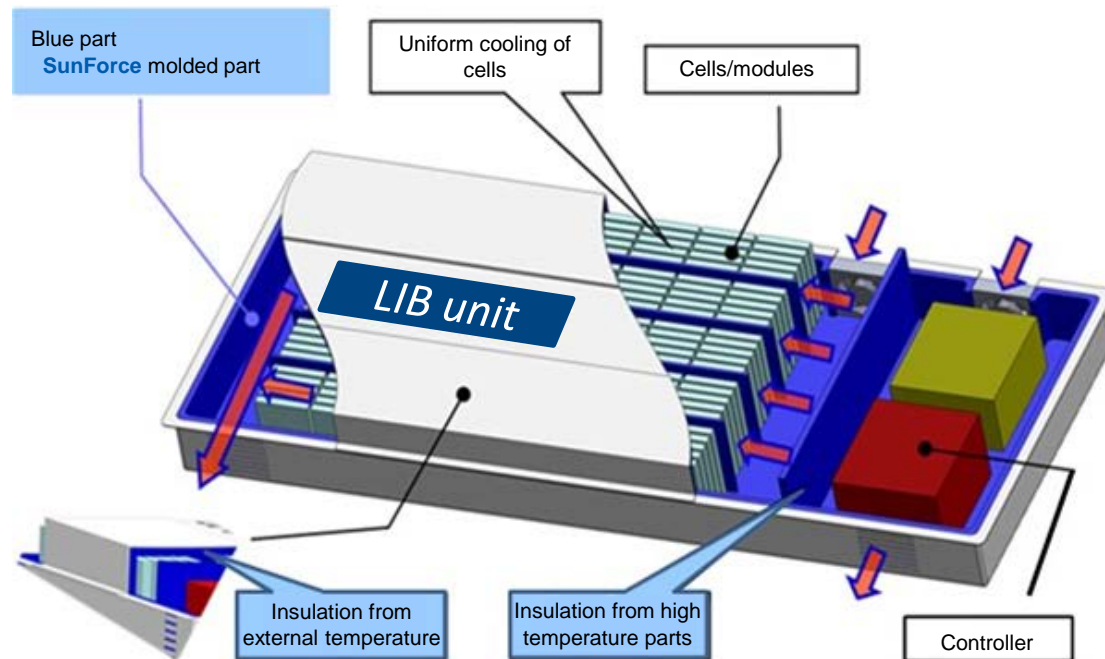 Blue part
SunForce molded part
Uniform cooling of
cells
Cells/modules
LIB unit
Insulation from
external temperature
Insulation from high
temperature parts
Controller